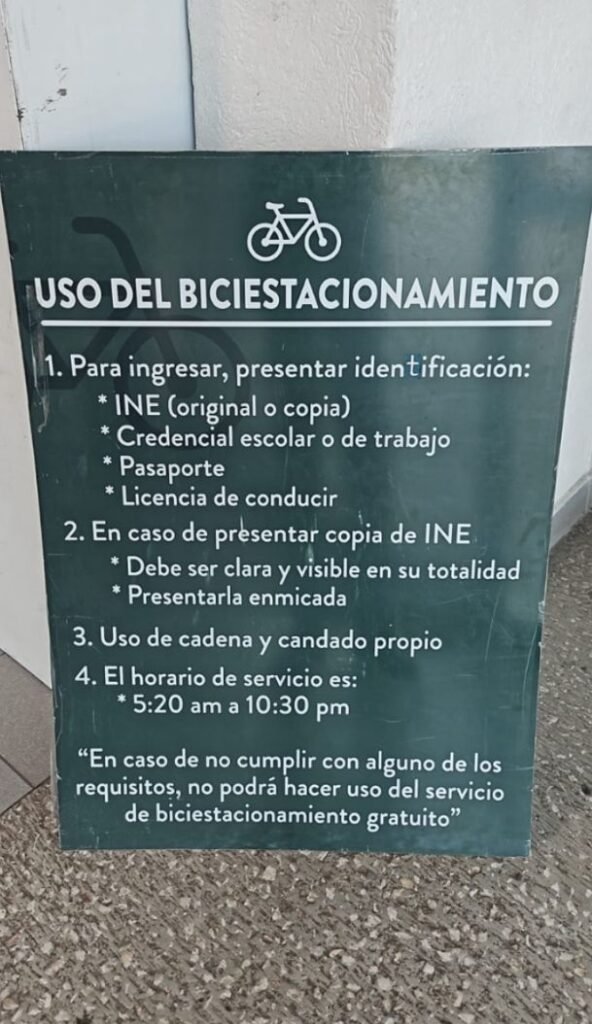 USO DEL BICIESTACIONAMIENTO
1. Para ingresar, presentar identificación:
* INE (original o copia)
* Credencial escolar o de trabajo
* Pasaporte
* Licencia de conducir
2. En caso de presentar copia de INE
* Debe ser clara y visible en su totalidad
* Presentarla enmicada
3. Uso de cadena y candado propio
4. El horario de servicio es:
* 5:20 am a 10:30 pm
“En caso de no cumplir con alguno de los
requisitos, no podrá hacer uso del servicio
de biciestacionamiento gratuito”